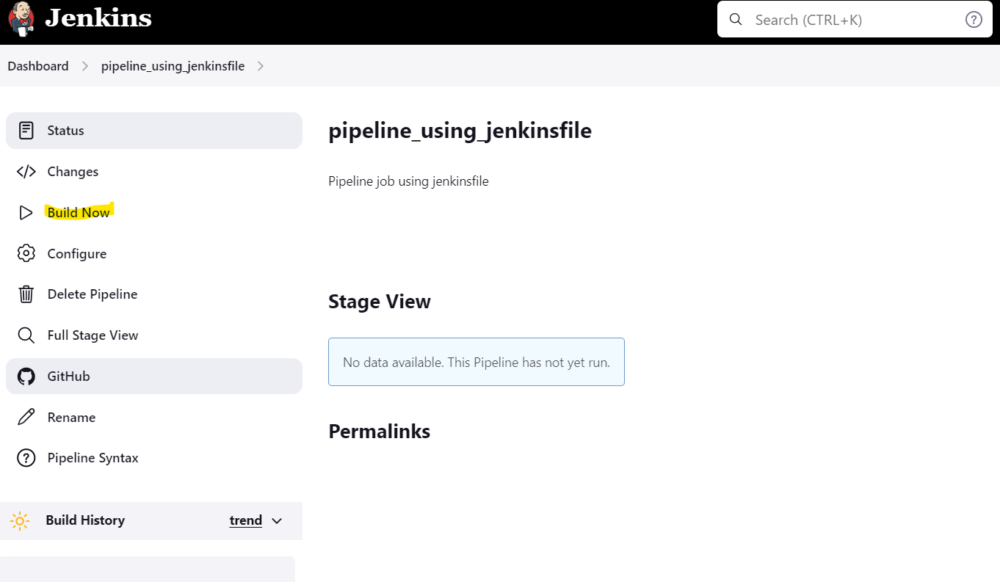 Jenkins
Search (CTRL+K)
Dashboard
pipeline_using_jenkinsfile
Status
Changes
Build Now
Configure
Delete Pipeline
Full Stage View
GitHub
Rename
Pipeline Syntax
Build History trend
pipeline_using_jenkinsfile
Pipeline job using jenkinsfile
Stage View
No data available. This Pipeline has not yet run.
Permalinks